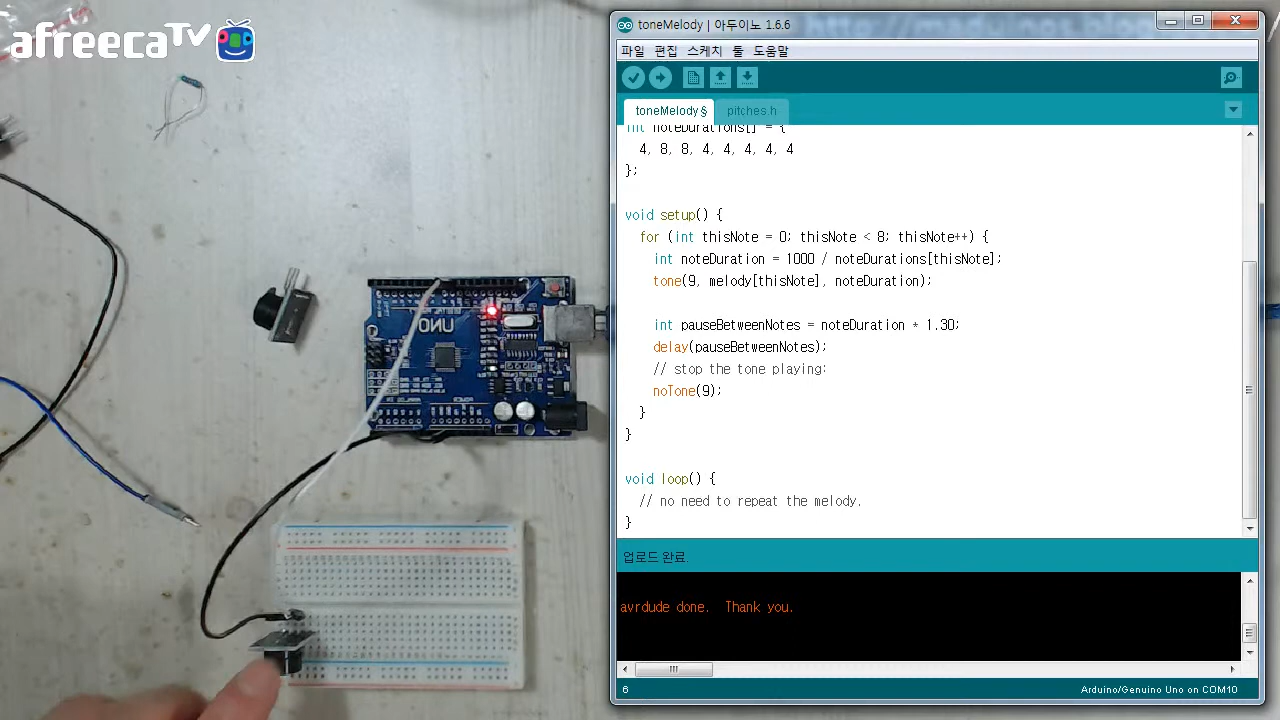 afreecaTV
toneMelody | 아두이노 1.6.6
파일 편집 스케치 툴 도움말
toneMelody§ pitches.h
int noteDurations[] = {
4, 8, 8, 4, 4, 4, 4, 4
};
void setup() {
for (int thisNote = 0; thisNote < 8; thisNote++) {
int noteDuration = 1000 / noteDurations[thisNote];
tone(9, melody[thisNote], noteDuration);
int pauseBetweenNotes = noteDuration
delay(pauseBetweenNotes);
// stop the tone playing:
noTone(9);
}
}
void loop() {
// no need to repeat the melody.
}
업로드 완료.
avrdude done.  Thank you.
6 Arduino/Genuino Uno on COM10
UNO